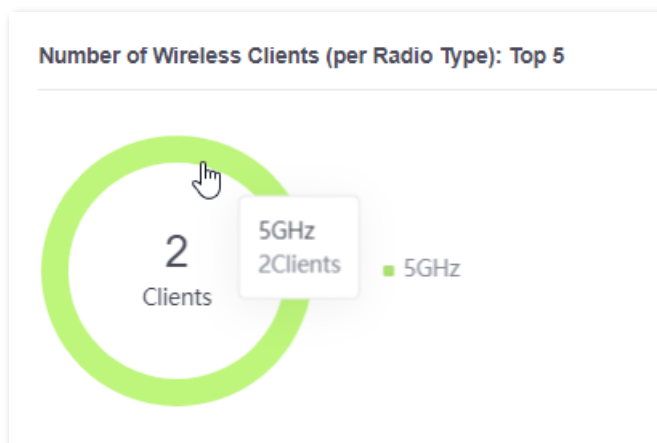 Number of Wireless Clients (per Radio Type): Top 5
2
Clients
5GHz
2Clients
5GHz